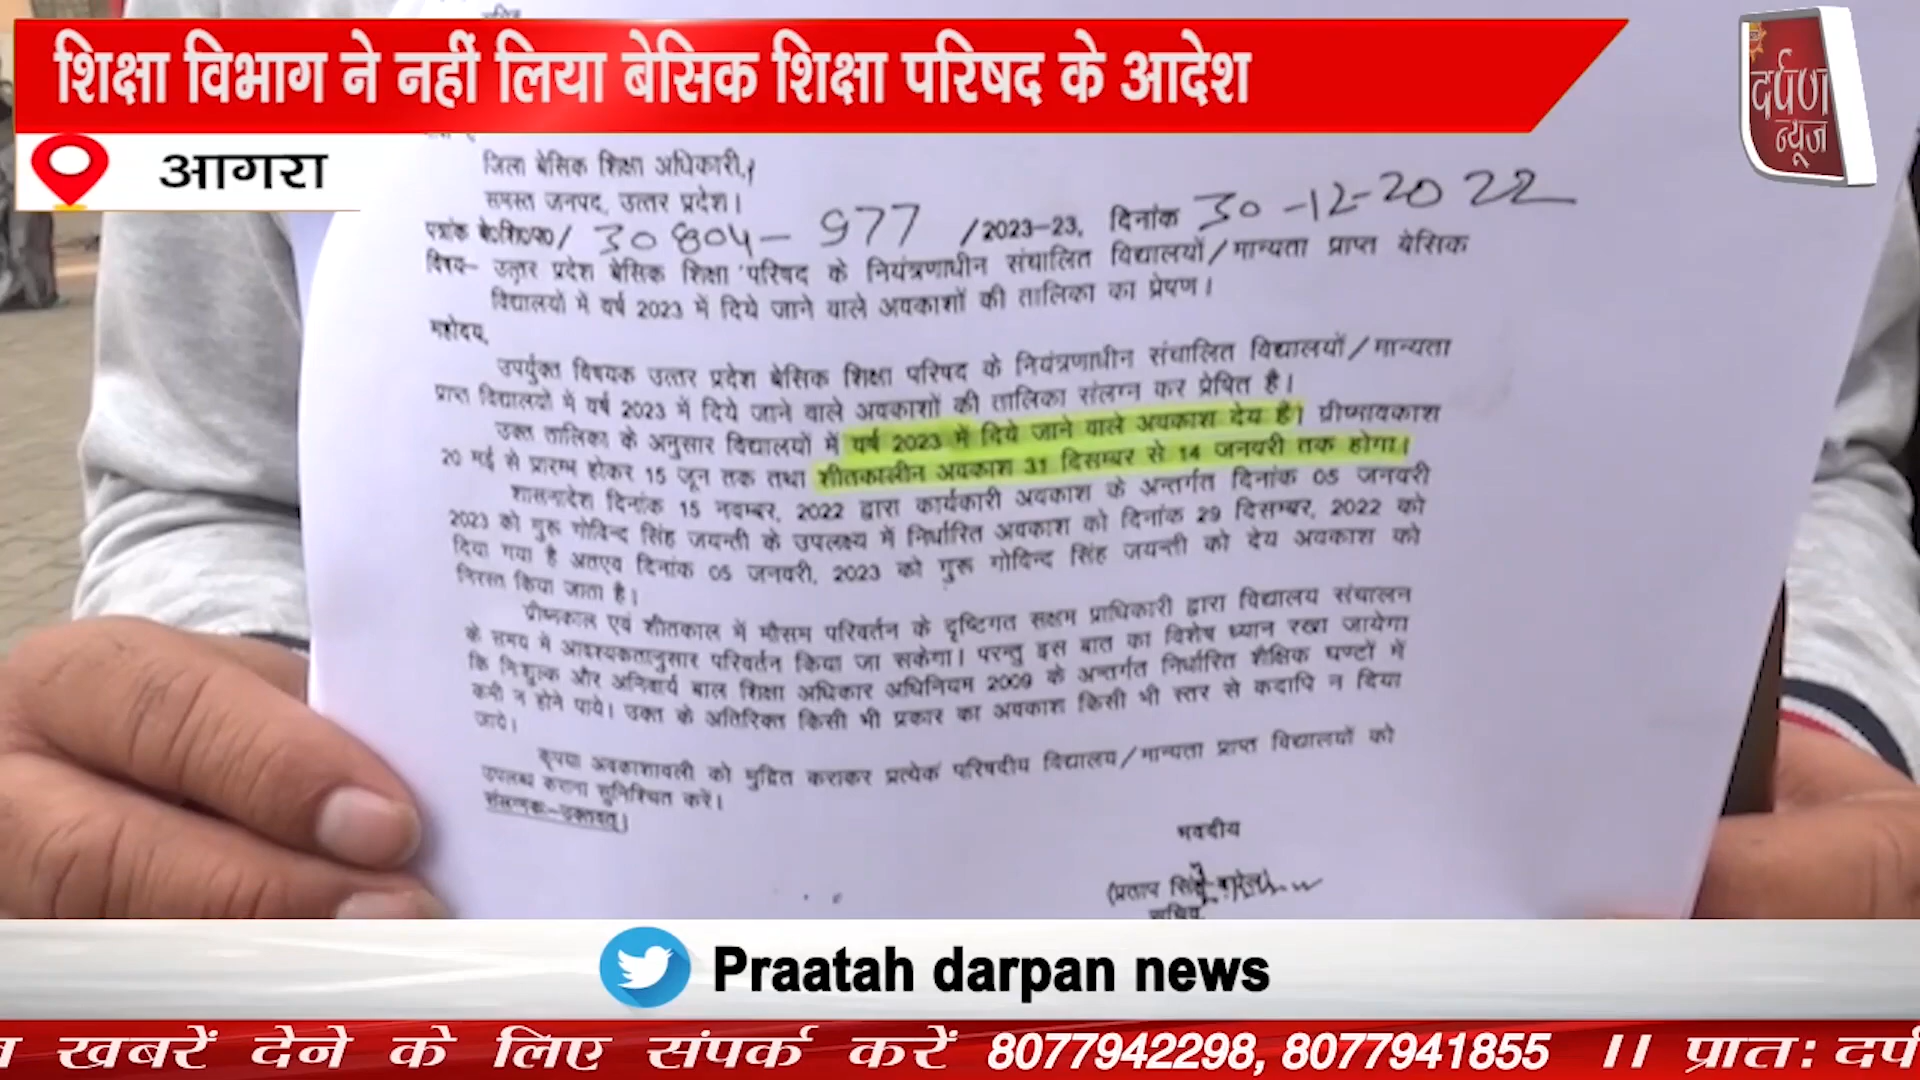 शिक्षा विभाग ने नहीं लिया बेसिक शिक्षा परिषद के आदेश
दर्पण
न्यूज
आगरा
जिला बेसिक शिक्षा अधिकारी,
समस्त जनपद, उत्तर प्रदेश।
पत्रांक बे०शि०प०/ 30804-977 /2023-23, दिनांक 30-12-2022
विषय- उत्तर प्रदेश बेसिक शिक्षा परिषद के नियंत्रणाधीन संचालित विद्यालयों/मान्यता प्राप्त बेसिक
विद्यालयों में वर्ष 2023 में दिये जाने वाले अवकाशों की तालिका का प्रेषण।
महोदय,
उपर्युक्त विषयक उत्तर प्रदेश बेसिक शिक्षा परिषद के नियंत्रणाधीन संचालित विद्यालयों/मान्यता
प्राप्त विद्यालयों में वर्ष 2023 में दिये जाने वाले अवकाशों की तालिका संलग्न कर प्रेषित है।
उक्त तालिका के अनुसार विद्यालयों में वर्ष 2023 में दिये जाने वाले अवकाश देय हैं। ग्रीष्मावकाश
20 मई से प्रारम्भ होकर 15 जून तक तथा शीतकालीन अवकाश 31 दिसम्बर से 14 जनवरी तक होगा।
शासनादेश दिनांक 15 नवम्बर, 2022 द्वारा कार्यकारी अवकाश के अन्तर्गत दिनांक 05 जनवरी
2023 को गुरू गोविन्द सिंह जयन्ती के उपलक्ष्य में निर्धारित अवकाश को दिनांक 29 दिसम्बर, 2022 को
दिया गया है अतएव दिनांक 05 जनवरी, 2023 को गुरू गोविन्द सिंह जयन्ती को देय अवकाश को
निरस्त किया जाता है।
ग्रीष्मकाल एवं शीतकाल में मौसम परिवर्तन के दृष्टिगत सक्षम प्राधिकारी द्वारा विद्यालय संचालन
के समय में आवश्यकतानुसार परिवर्तन किया जा सकेगा। परन्तु इस बात का विशेष ध्यान रखा जायेगा
कि निःशुल्क और अनिवार्य बाल शिक्षा अधिकार अधिनियम 2009 के अन्तर्गत निर्धारित शैक्षिक घण्टों में
कमी न होने पाये। उक्त के अतिरिक्त किसी भी प्रकार का अवकाश किसी भी स्तर से कदापि न दिया
जाये।
कृपया अवकाशावली को मुद्रित कराकर प्रत्येक परिषदीय विद्यालय/मान्यता प्राप्त विद्यालयों को
उपलब्ध कराना सुनिश्चित करें।
संलग्नक-उक्तवत्।
भवदीय
(प्रताप सिंह बघेल)
सचिव,
Praatah darpan news
खबरें देने के लिए संपर्क करें 8077942298, 8077941855 ।। प्रातः दर्प